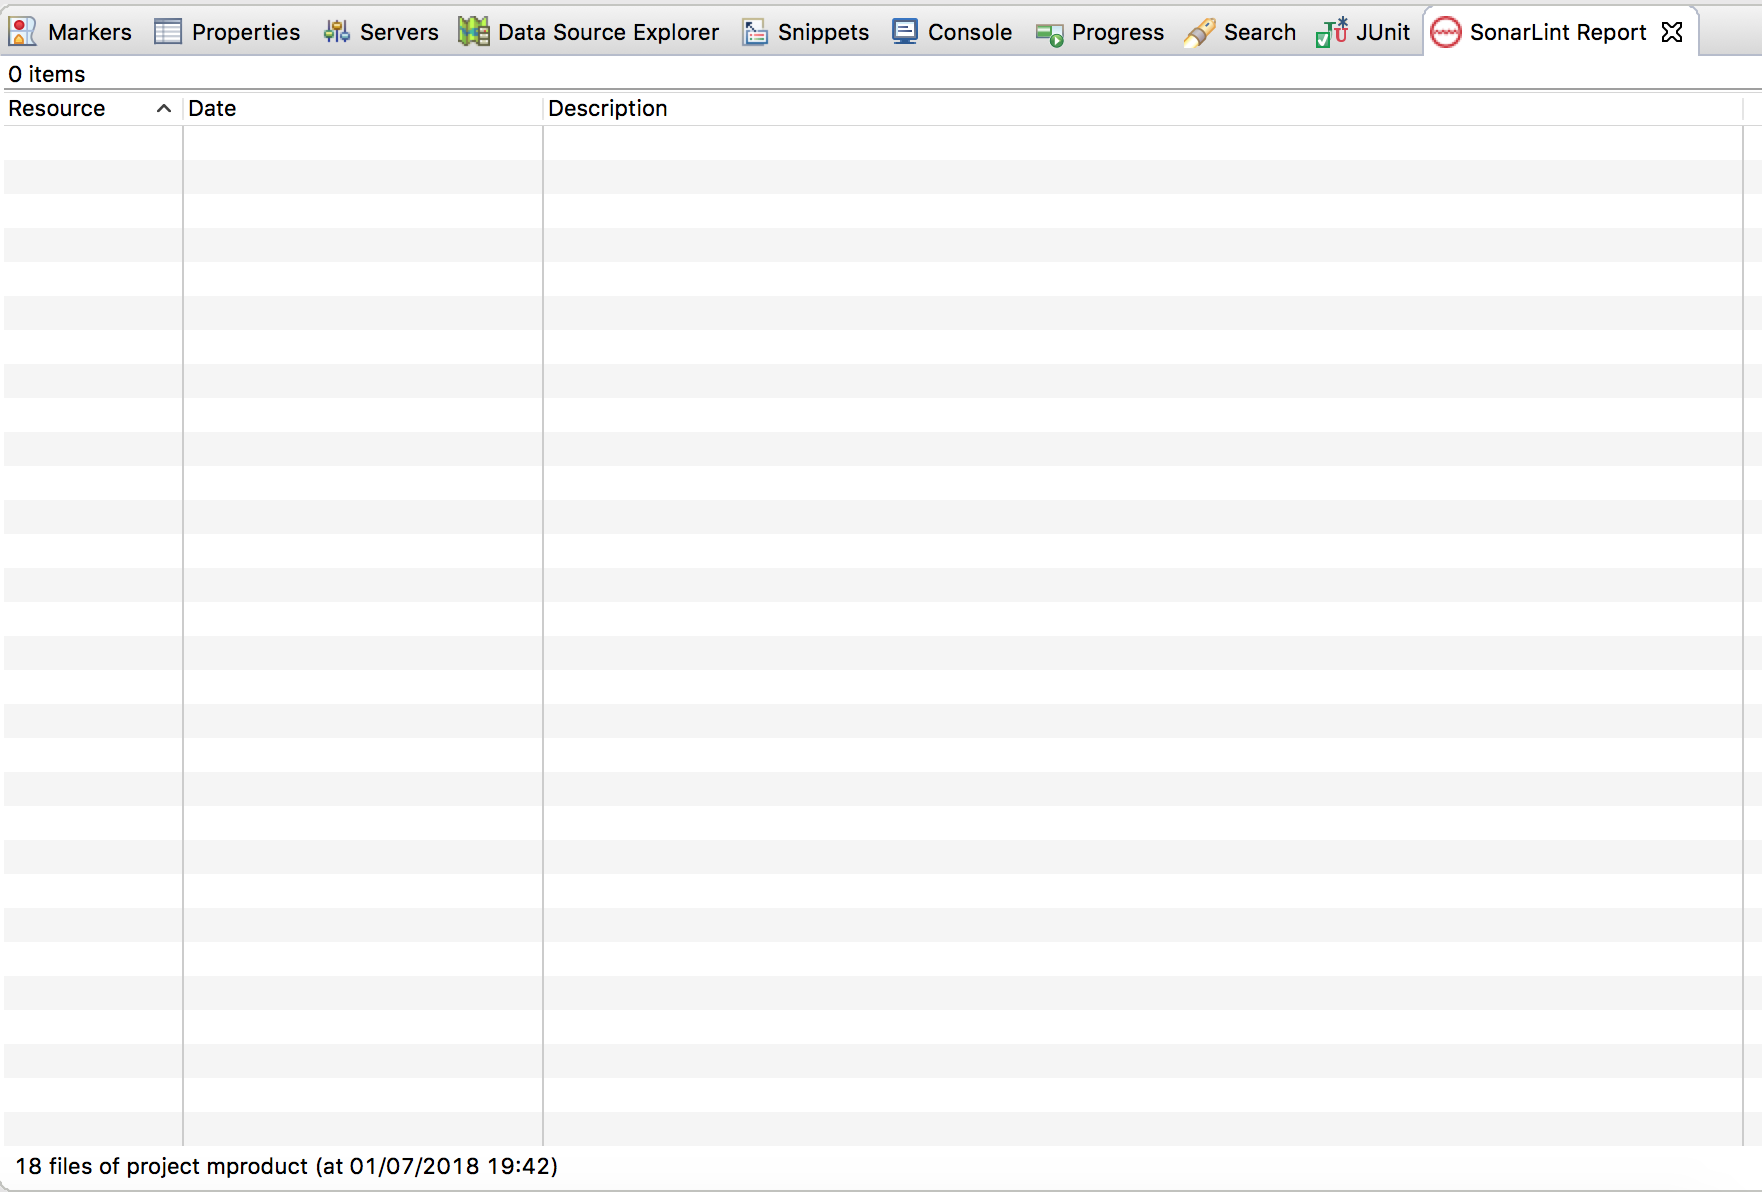 Markers Properties Servers Data Source Explorer Snippets Console Progress Search JUnit SonarLint Report
0 items
Resource Date Description
18 files of project mproduct (at 01/07/2018 19:42)